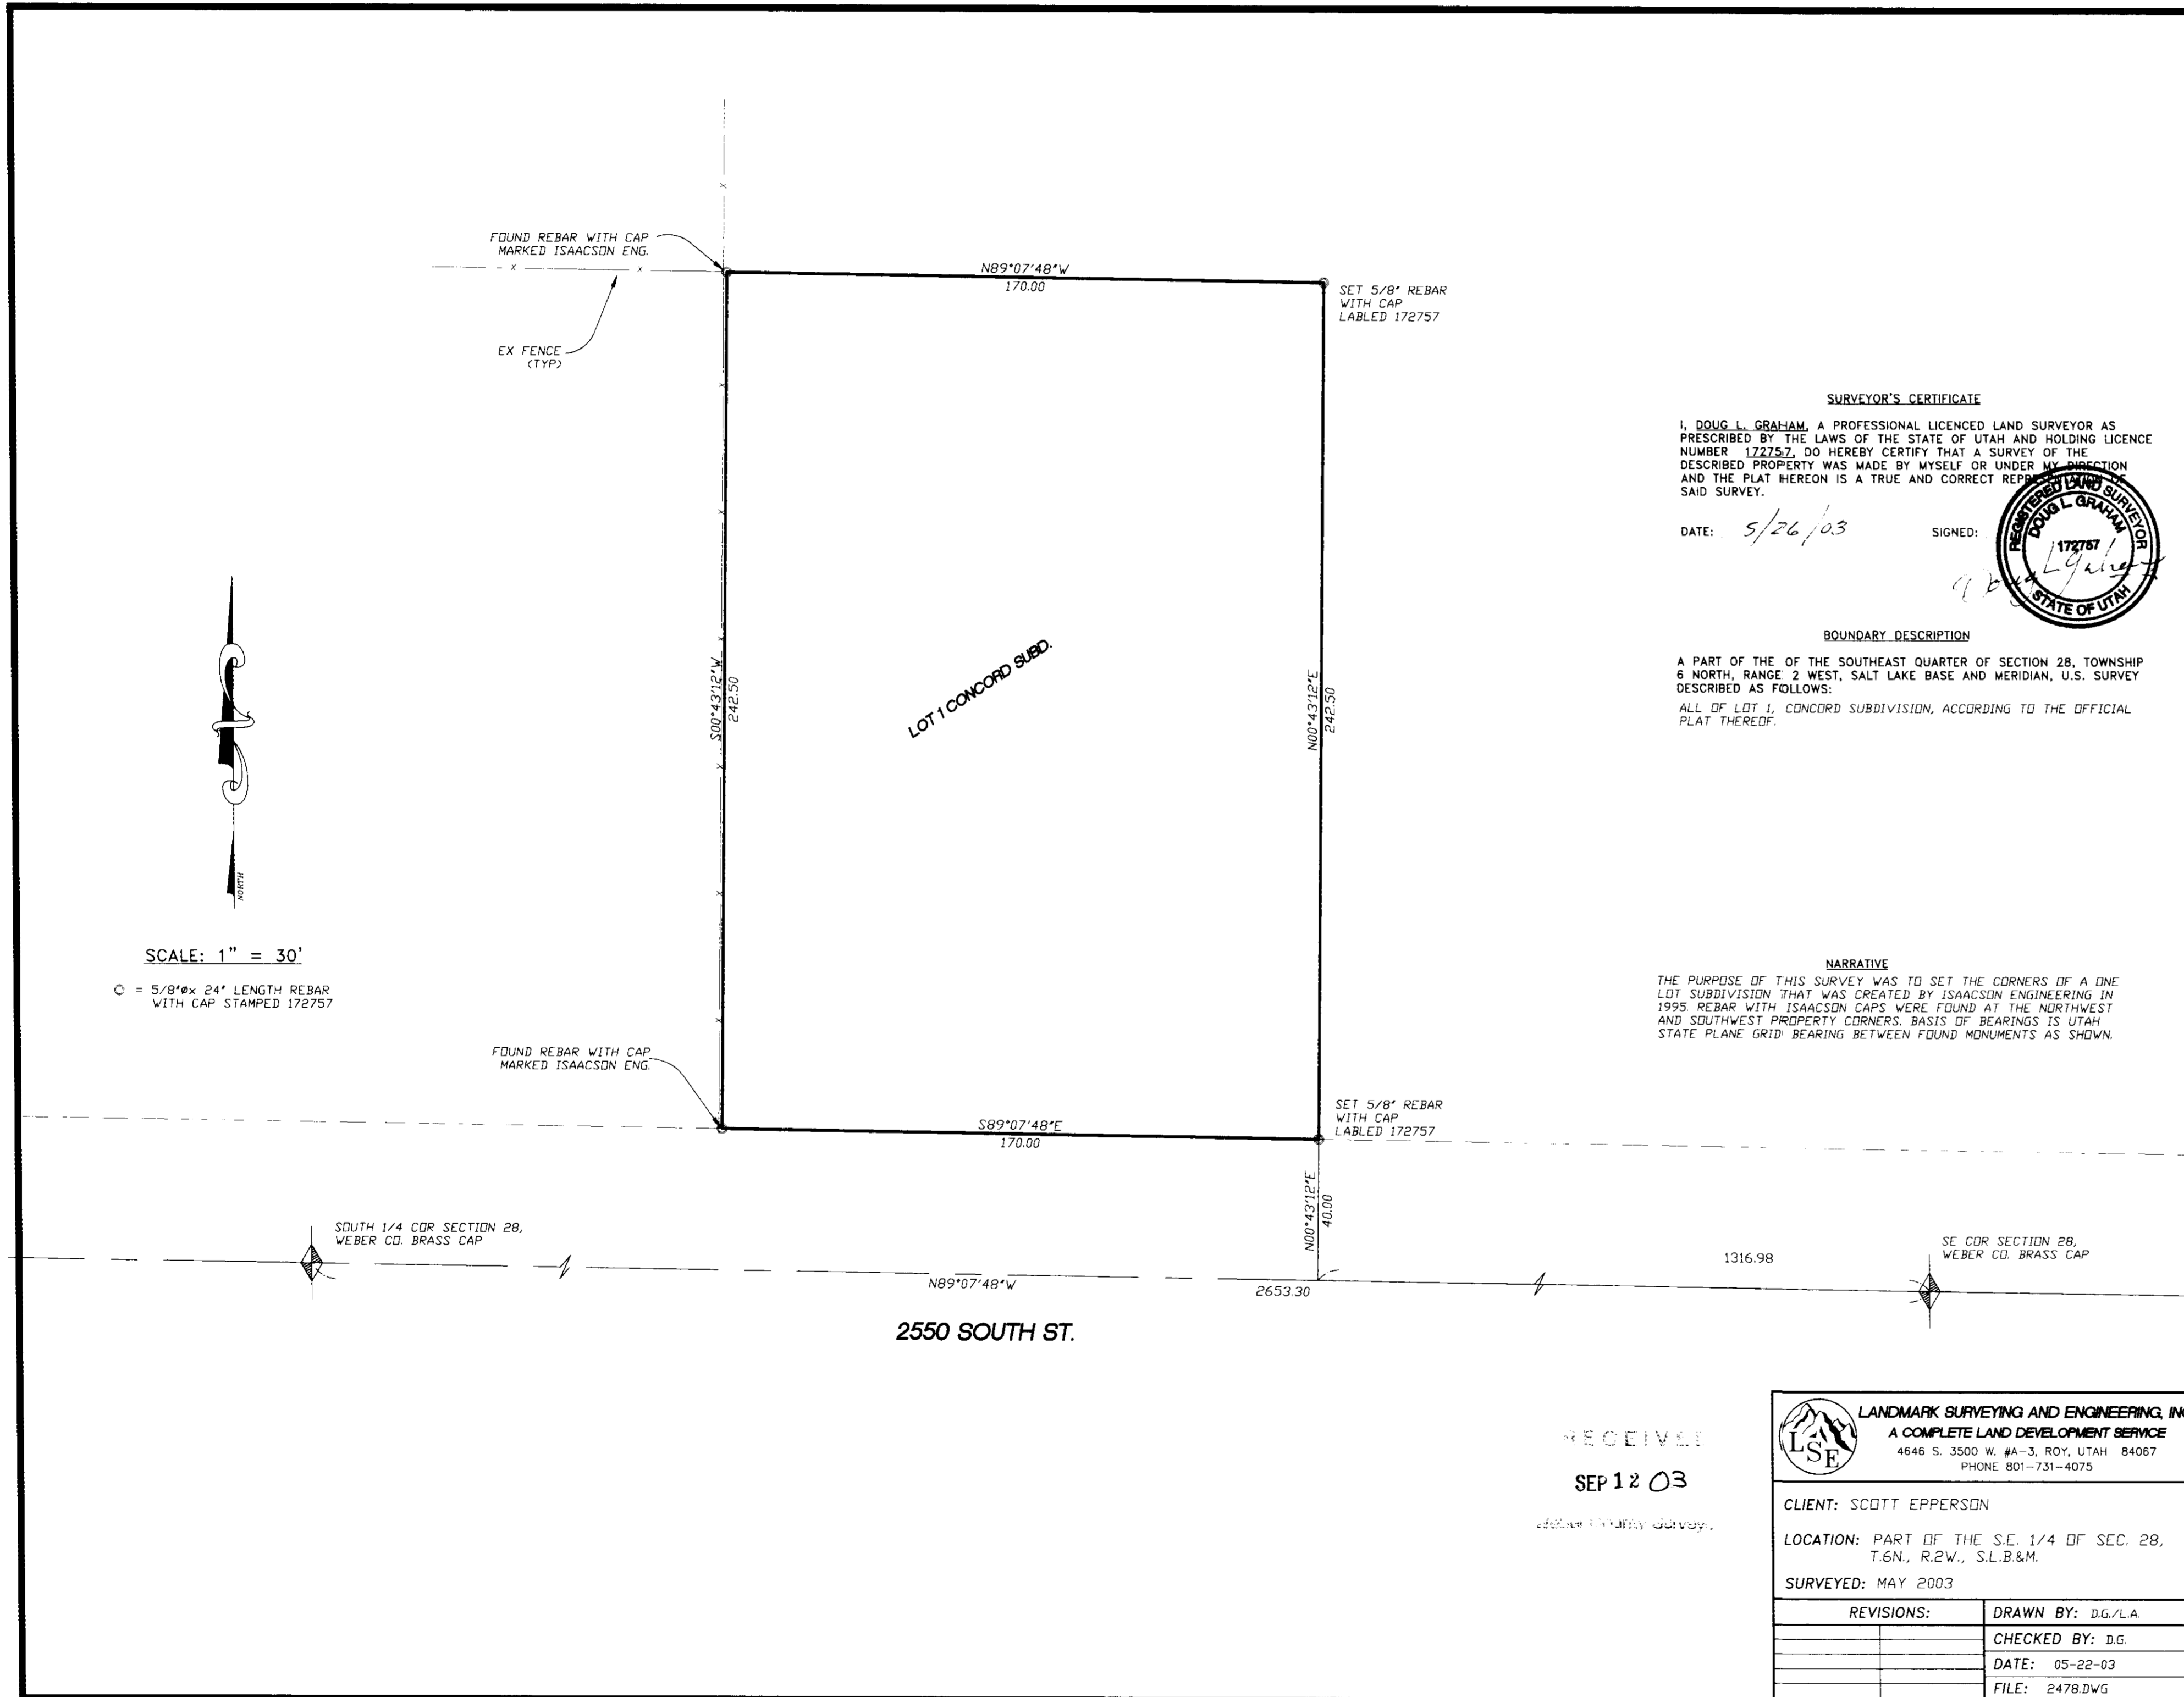 FOUND REBAR WITH CAP
MARKED ISAACSON ENG.
EX FENCE
(TYP)
N89°07'48"W
170.00
SET 5/8" REBAR
WITH CAP
LABLED 172757
S00°43'12"W
242.50
LOT 1 CONCORD SUBD.
N00°43'12"E
242.50
SURVEYOR'S CERTIFICATE
I, DOUG L. GRAHAM, A PROFESSIONAL LICENCED LAND SURVEYOR AS
PRESCRIBED BY THE LAWS OF THE STATE OF UTAH AND HOLDING LICENCE
NUMBER 172757, DO HEREBY CERTIFY THAT A SURVEY OF THE
DESCRIBED PROPERTY WAS MADE BY MYSELF OR UNDER MY DIRECTION
AND THE PLAT HEREON IS A TRUE AND CORRECT REPRESENTATION OF
SAID SURVEY.
DATE: 5/26/03 SIGNED:
REGISTERED LAND SURVEYOR
DOUG L. GRAHAM
172757
STATE OF UTAH
BOUNDARY DESCRIPTION
A PART OF THE OF THE SOUTHEAST QUARTER OF SECTION 28, TOWNSHIP
6 NORTH, RANGE 2 WEST, SALT LAKE BASE AND MERIDIAN, U.S. SURVEY
DESCRIBED AS FOLLOWS:
ALL OF LOT 1, CONCORD SUBDIVISION, ACCORDING TO THE OFFICIAL
PLAT THEREOF.
NORTH
SCALE: 1" = 30'
= 5/8"øx 24" LENGTH REBAR
WITH CAP STAMPED 172757
NARRATIVE
THE PURPOSE OF THIS SURVEY WAS TO SET THE CORNERS OF A ONE
LOT SUBDIVISION THAT WAS CREATED BY ISAACSON ENGINEERING IN
1995. REBAR WITH ISAACSON CAPS WERE FOUND AT THE NORTHWEST
AND SOUTHWEST PROPERTY CORNERS. BASIS OF BEARINGS IS UTAH
STATE PLANE GRID BEARING BETWEEN FOUND MONUMENTS AS SHOWN.
FOUND REBAR WITH CAP
MARKED ISAACSON ENG.
S89°07'48"E
170.00
SET 5/8" REBAR
WITH CAP
LABLED 172757
N00°43'12"E
40.00
SOUTH 1/4 COR SECTION 28,
WEBER CO. BRASS CAP
N89°07'48"W
2653.30
1316.98
SE COR SECTION 28,
WEBER CO. BRASS CAP
2550 SOUTH ST.
RECEIVED
SEP 12 03
Weber County Survey
LSE
LANDMARK SURVEYING AND ENGINEERING, IN
A COMPLETE LAND DEVELOPMENT SERVICE
4646 S. 3500 W. #A-3, ROY, UTAH 84067
PHONE 801-731-4075
CLIENT: SCOTT EPPERSON
LOCATION: PART OF THE S.E. 1/4 OF SEC. 28,
T.6N., R.2W., S.L.B.&M.
SURVEYED: MAY 2003
REVISIONS:
DRAWN BY: D.G./L.A.
CHECKED BY: D.G.
DATE: 05-22-03
FILE: 2478.DWG